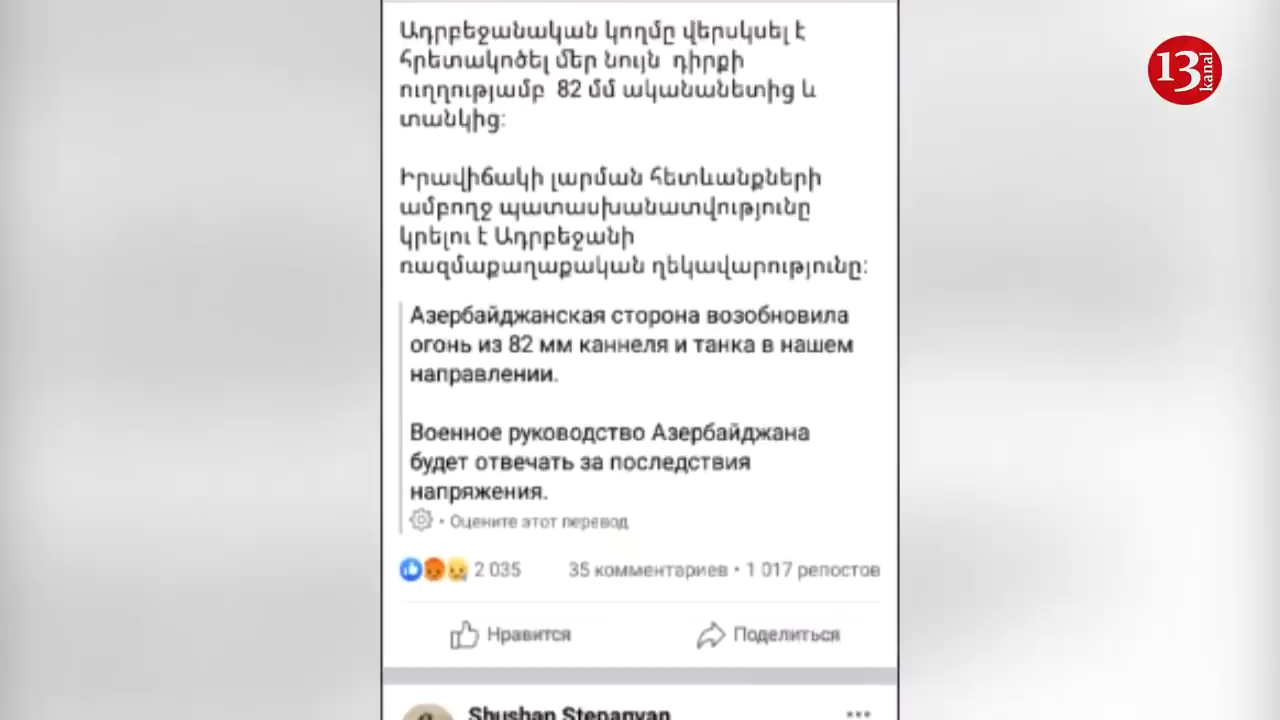 Ադրբեջանական կողմը վերսկսել է
հրետակոծել մեր նույն դիրքի
ուղղությամբ 82 մմ ականանետից և
տանկից:
Իրավիճակի լարման հետևանքների
ամբողջ պատասխանատվությունը
կրելու է Ադրբեջանի
ռազմաքաղաքական ղեկավարությունը:
Азербайджанская сторона возобновила
огонь из 82 мм каннеля и танка в нашем
направлении.
Военное руководство Азербайджана
будет отвечать за последствия
напряжения.
• Оцените этот перевод
2 035 35 комментариев • 1 017 репостов
Нравится Поделиться
Shushan Stepanyan
13 kanal